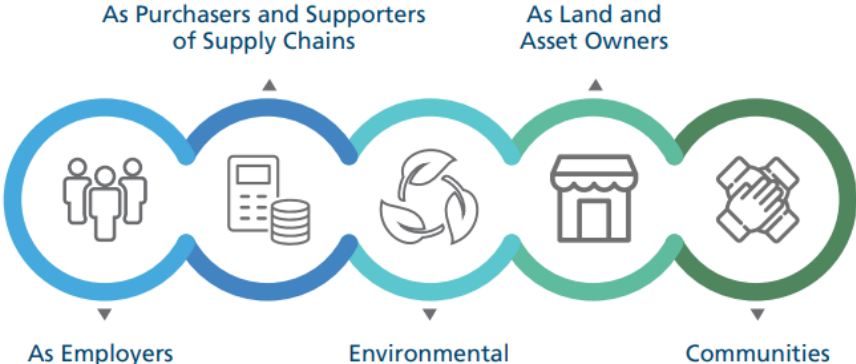 As Purchasers and Supporters
of Supply Chains
As Land and
Asset Owners
As Employers
Environmental
Communities